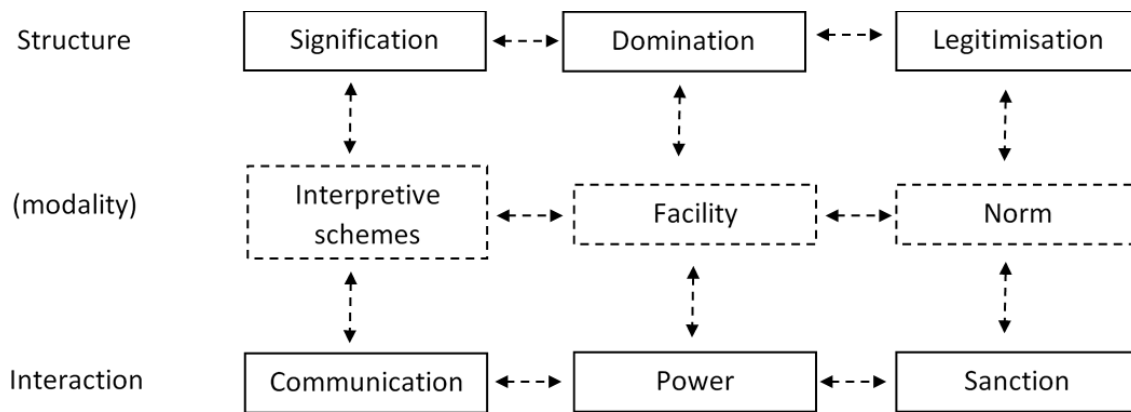 Structure
Signification
Domination
Legitimisation
(modality)
Interpretive
schemes
Facility
Norm
Interaction
Communication
Power
Sanction